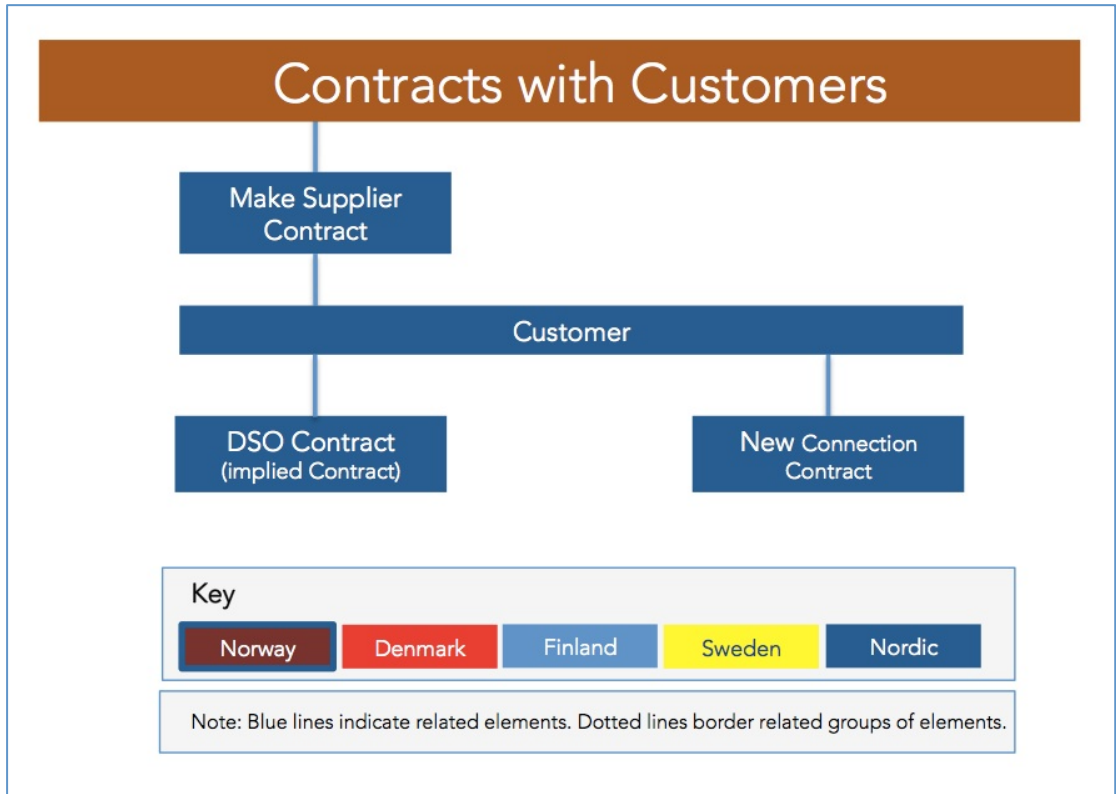 Contracts with Customers
Make Supplier
Contract
Customer
DSO Contract
(implied Contract)
New Connection
Contract
Key
Norway
Denmark
Finland
Sweden
Nordic
Note: Blue lines indicate related elements. Dotted lines border related groups of elements.